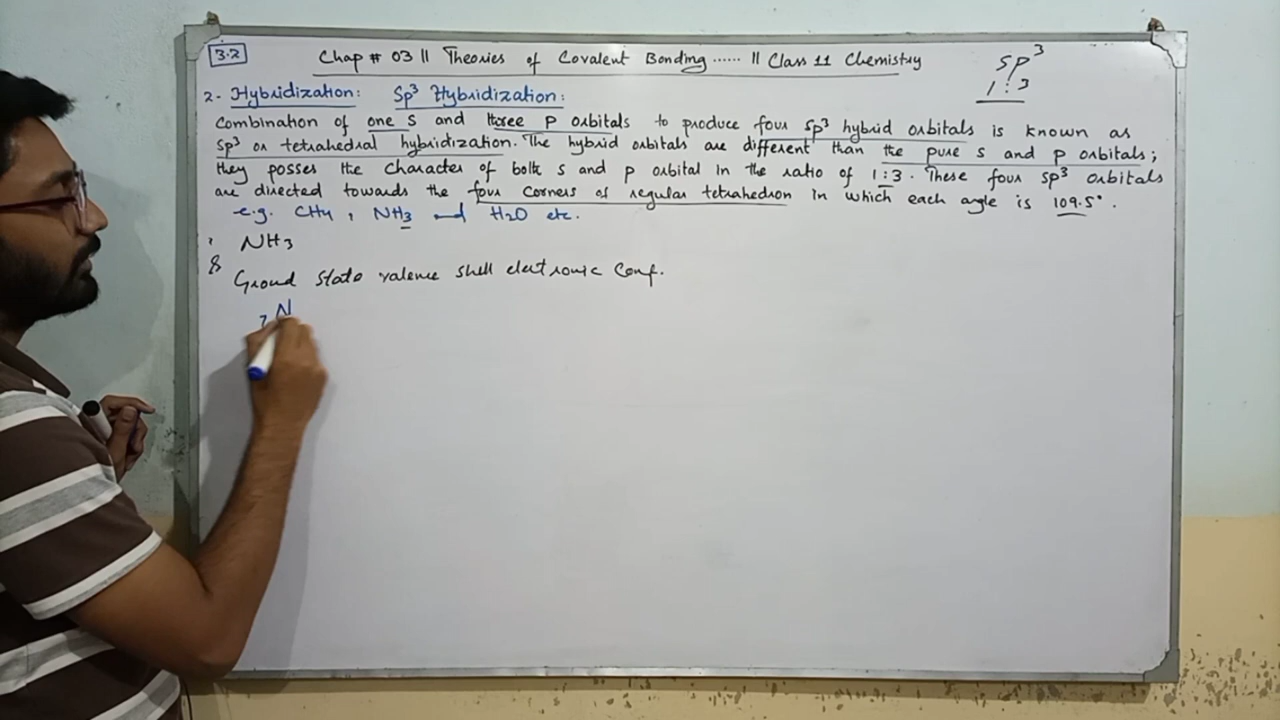 3.2
Chap # 03 || Theories of Covalent Bonding ...... || Class 11 Chemistry
sp³
1 : 3
2- Hybridization: Sp³ Hybridization:
Combination of one s and three p orbitals to produce four sp³ hybrid orbitals is known as
sp³ or tetrahedral hybridization. The hybrid orbitals are different than the pure s and p orbitals;
they posses the character of both s and p orbital in the ratio of 1:3. These four sp³ orbitals
are directed towards the four corners of regular tetrahedron in which each angle is 109.5°.
e.g. CH4, NH3 and H2O etc.
NH3
Ground state valence shell electronic conf.
7N